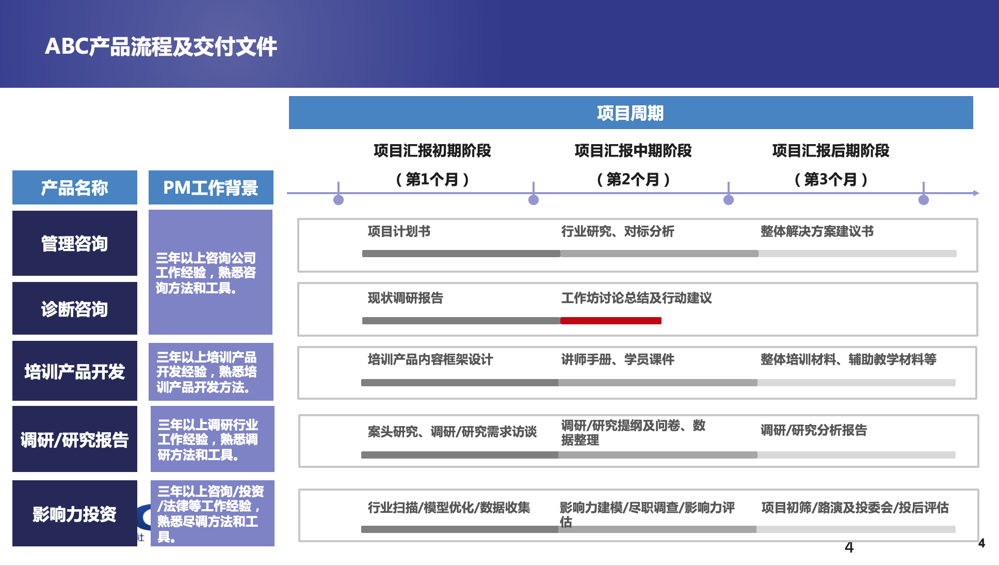 ABC产品流程及交付文件
项目周期
项目汇报初期阶段
（第1个月）
项目汇报中期阶段
（第2个月）
项目汇报后期阶段
（第3个月）
产品名称
PM工作背景
管理咨询
三年以上咨询公司
工作经验，熟悉咨
询方法和工具。
项目计划书
行业研究、对标分析
整体解决方案建议书
诊断咨询
现状调研报告
工作坊讨论总结及行动建议
培训产品开发
三年以上培训产品
开发经验，熟悉培
训产品开发方法。
培训产品内容框架设计
讲师手册、学员课件
整体培训材料、辅助教学材料等
调研/研究报告
三年以上调研行业
工作经验，熟悉调
研方法和工具。
案头研究、调研/研究需求访谈
调研/研究提纲及问卷、数
据整理
调研/研究分析报告
影响力投资
三年以上咨询/投资
/法律等工作经验，
熟悉尽调方法和工
具。
行业扫描/模型优化/数据收集
影响力建模/尽职调查/影响力评
估
项目初筛/路演及投委会/投后评估
社
4
4